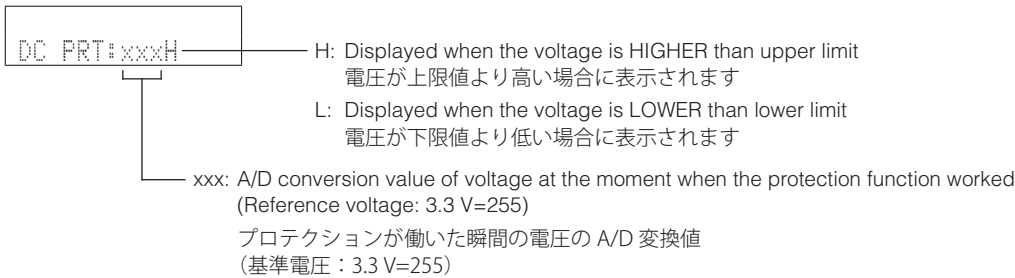 DC PRT:xxxH
H: Displayed when the voltage is HIGHER than upper limit
電圧が上限値より高い場合に表示されます
L: Displayed when the voltage is LOWER than lower limit
電圧が下限値より低い場合に表示されます
xxx: A/D conversion value of voltage at the moment when the protection function worked
(Reference voltage: 3.3 V=255)
プロテクションが働いた瞬間の電圧の A/D 変換値
（基準電圧：3.3 V=255）